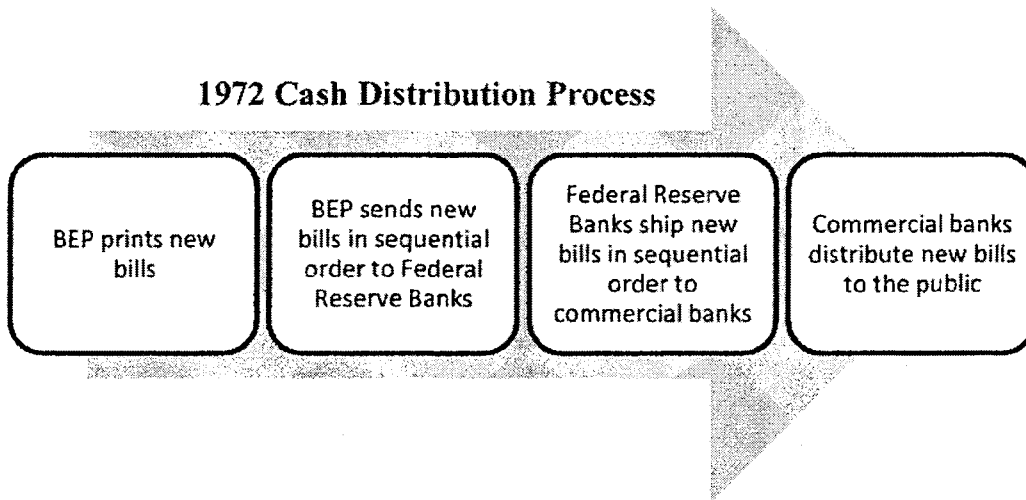 1972 Cash Distribution Process
BEP prints new
bills
BEP sends new
bills in sequential
order to Federal
Reserve Banks
Federal Reserve
Banks ship new
bills in sequential
order to
commercial banks
Commercial banks
distribute new bills
to the public